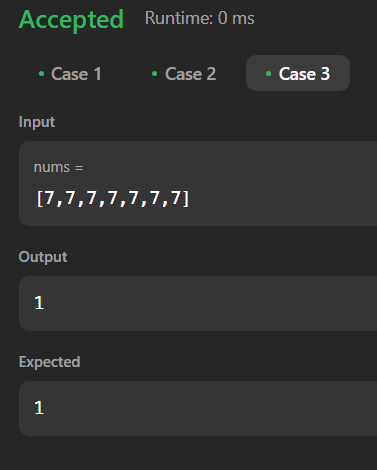 Accepted Runtime: 0 ms
• Case 1 • Case 2 • Case 3
Input
nums =
[7,7,7,7,7,7,7]
Output
1
Expected
1